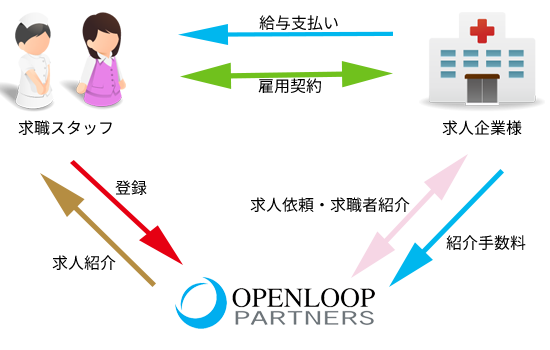 給与支払い
雇用契約
求職スタッフ
求人企業様
登録
求人依頼・求職者紹介
紹介手数料
求人紹介
OPENLOOP
PARTNERS